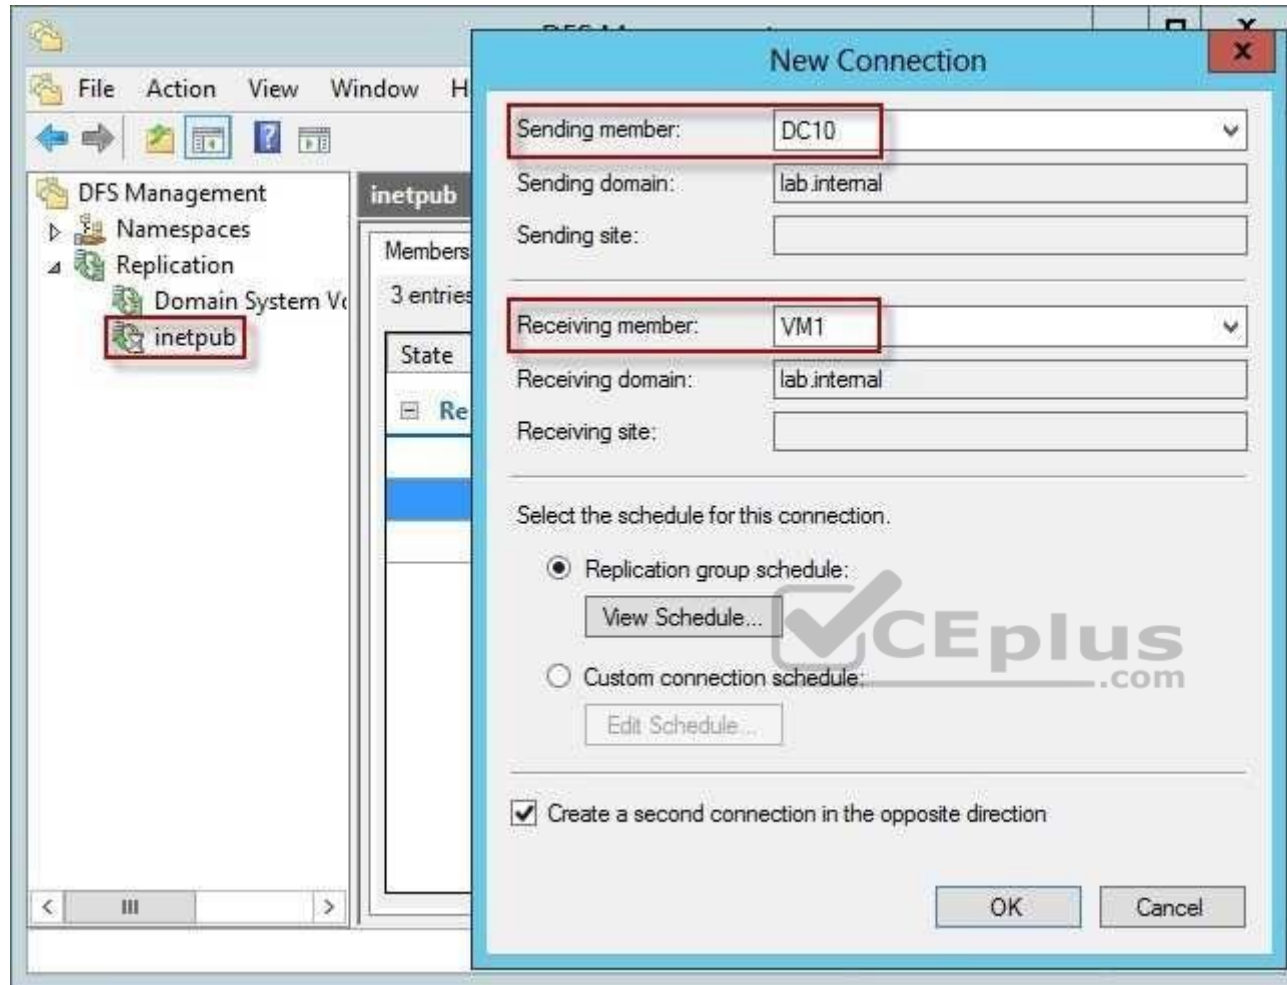 New Connection
File Action View Window H
DFS Management
Namespaces
Replication
Domain System Vo
inetpub
inetpub
Members
3 entries
State
Re
Sending member: DC10
Sending domain: lab.internal
Sending site:
Receiving member: VM1
Receiving domain: lab.internal
Receiving site:
Select the schedule for this connection.
Replication group schedule:
View Schedule...
Custom connection schedule:
Edit Schedule...
Create a second connection in the opposite direction
OK Cancel
CEplus
.com